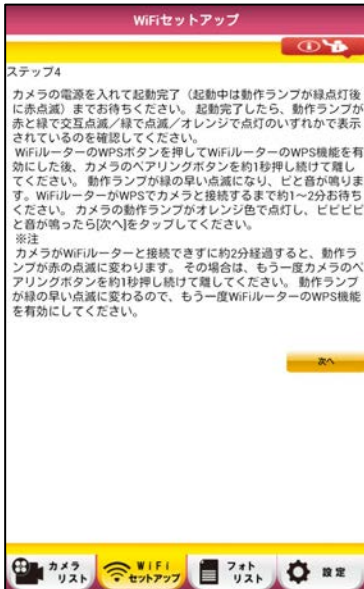 WiFiセットアップ
ステップ4
カメラの電源を入れて起動完了（起動中は動作ランプが緑点灯後
に赤点滅）までお待ちください。 起動完了したら、動作ランプが
赤と緑で交互点滅／緑で点滅／オレンジで点灯のいずれかで表示
されているのを確認してください。
WiFiルーターのWPSボタンを押してWiFiルーターのWPS機能を有
効にした後、カメラのペアリングボタンを約1秒押し続けて離し
てください。 動作ランプが緑の早い点滅になり、ピと音が鳴りま
す。WiFiルーターがWPSでカメラと接続するまで約1～2分お待ち
ください。 カメラの動作ランプがオレンジ色で点灯し、ピピピピ
と音が鳴ったら[次へ]をタップしてください。
※注
カメラがWiFiルーターと接続できずに約2分経過すると、動作ラ
ンプが赤の点滅に変わります。 その場合は、もう一度カメラのペ
アリングボタンを約1秒押し続けて離してください。 動作ランプ
が緑の早い点滅に変わるので、もう一度WiFiルーターのWPS機能
を有効にしてください。
次へ
カメラ
リスト
WiFi
セットアップ
フォト
リスト
設定